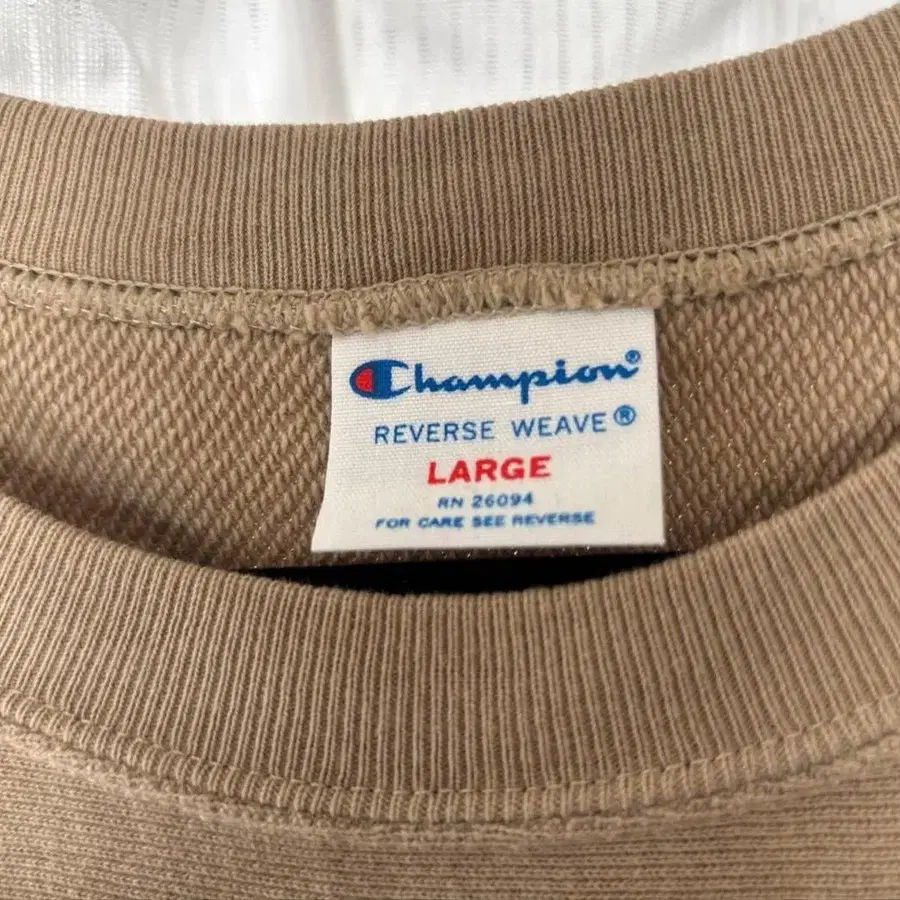 Champion®
REVERSE WEAVE®
LARGE
RN 26094
FOR CARE SEE REVERSE